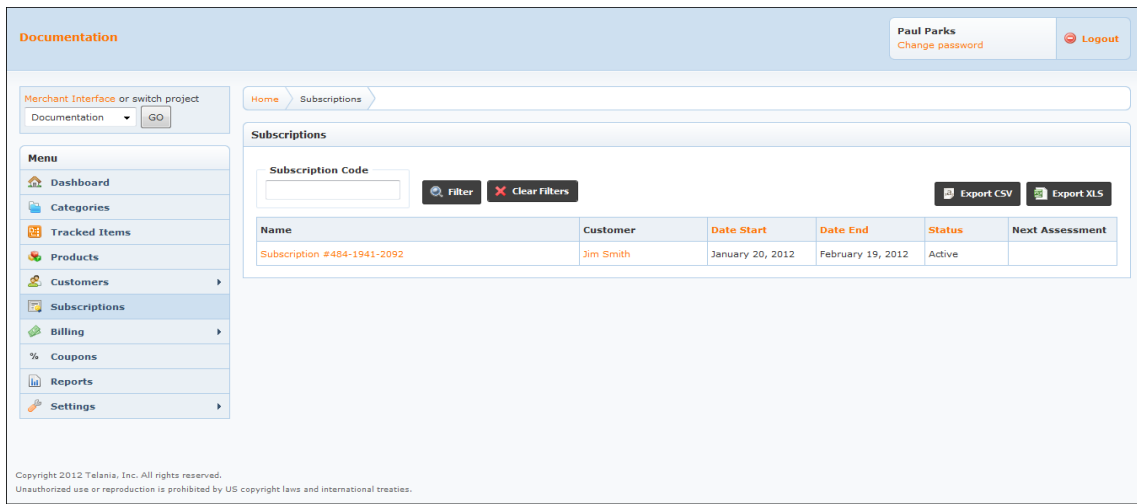 Documentation
Paul Parks
Change password
Logout
Merchant Interface or switch project
Documentation
GO
Home
Subscriptions
Menu
Dashboard
Categories
Tracked Items
Products
Customers
Subscriptions
Billing
% Coupons
Reports
Settings
Subscriptions
Subscription Code
Filter
Clear Filters
Export CSV
Export XLS
Name Customer Date Start Date End Status Next Assessment
Subscription #484-1941-2092 Jim Smith January 20, 2012 February 19, 2012 Active
Copyright 2012 Telania, Inc. All rights reserved.
Unauthorized use or reproduction is prohibited by US copyright laws and international treaties.